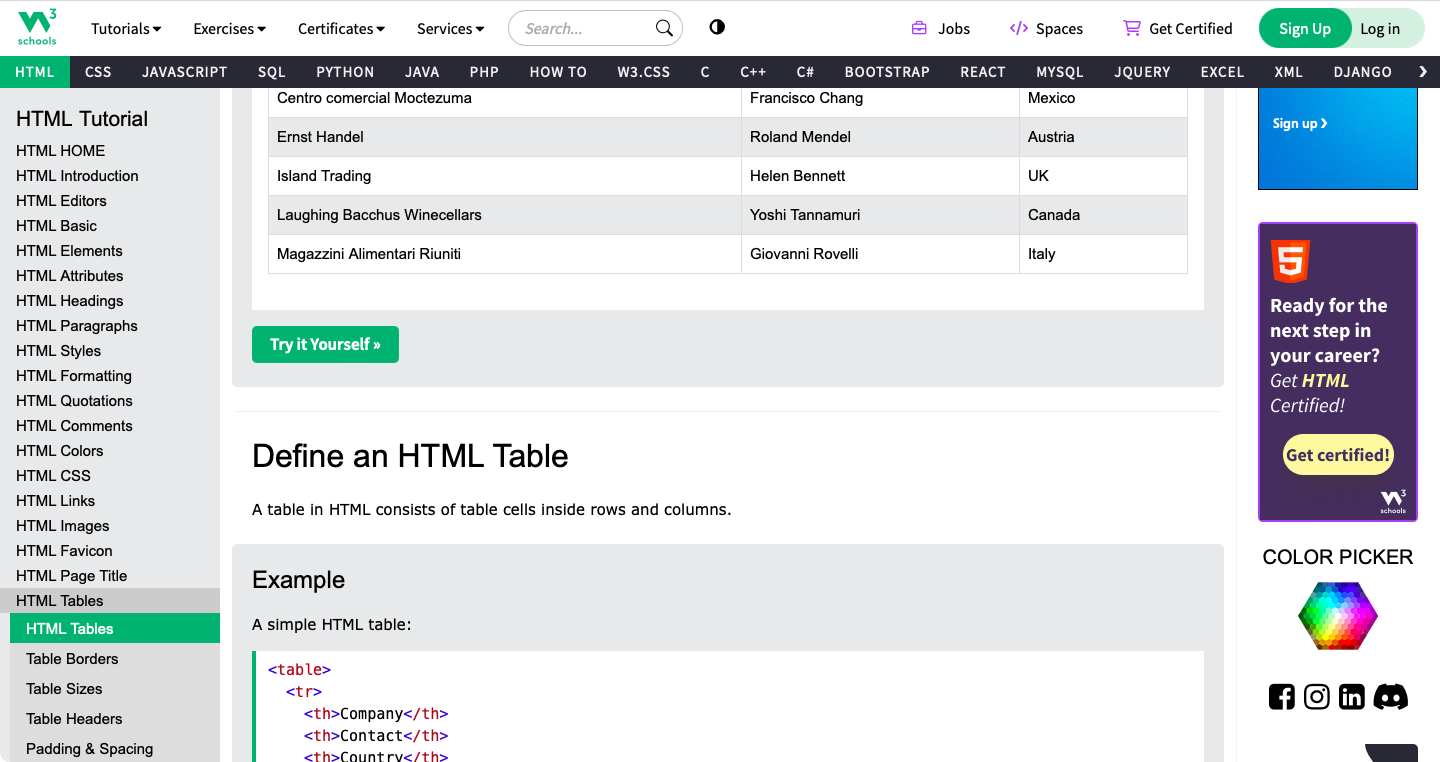 W3 schools
Tutorials Exercises Certificates Services Search... Jobs Spaces Get Certified Sign Up Log in
HTML CSS JAVASCRIPT SQL PYTHON JAVA PHP HOW TO W3.CSS C C++ C# BOOTSTRAP REACT MYSQL JQUERY EXCEL XML DJANGO ❯
HTML Tutorial
HTML HOME
HTML Introduction
HTML Editors
HTML Basic
HTML Elements
HTML Attributes
HTML Headings
HTML Paragraphs
HTML Styles
HTML Formatting
HTML Quotations
HTML Comments
HTML Colors
HTML CSS
HTML Links
HTML Images
HTML Favicon
HTML Page Title
HTML Tables
HTML Tables
Table Borders
Table Sizes
Table Headers
Padding & Spacing
Centro comercial Moctezuma Francisco Chang Mexico
Ernst Handel Roland Mendel Austria
Island Trading Helen Bennett UK
Laughing Bacchus Winecellars Yoshi Tannamuri Canada
Magazzini Alimentari Riuniti Giovanni Rovelli Italy
Try it Yourself »
Define an HTML Table
A table in HTML consists of table cells inside rows and columns.
Example
A simple HTML table:
<table>
<tr>
<th>Company</th>
<th>Contact</th>
<th>Country</th>
Sign up ❯
5
Ready for the
next step in
your career?
Get HTML
Certified!
Get certified!
W3 schools
COLOR PICKER